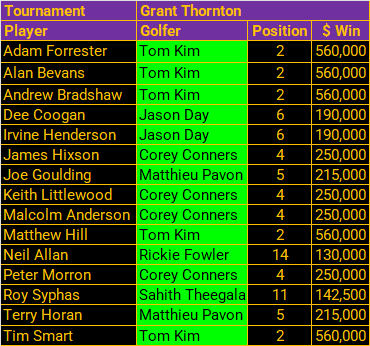 Tournament Grant Thornton
Player Golfer Position $ Win
Adam Forrester Tom Kim 2 560,000
Alan Bevans Tom Kim 2 560,000
Andrew Bradshaw Tom Kim 2 560,000
Dee Coogan Jason Day 6 190,000
Irvine Henderson Jason Day 6 190,000
James Hixson Corey Conners 4 250,000
Joe Goulding Matthieu Pavon 5 215,000
Keith Littlewood Corey Conners 4 250,000
Malcolm Anderson Corey Conners 4 250,000
Matthew Hill Tom Kim 2 560,000
Neil Allan Rickie Fowler 14 130,000
Peter Morron Corey Conners 4 250,000
Roy Syphas Sahith Theegala 11 142,500
Terry Horan Matthieu Pavon 5 215,000
Tim Smart Tom Kim 2 560,000